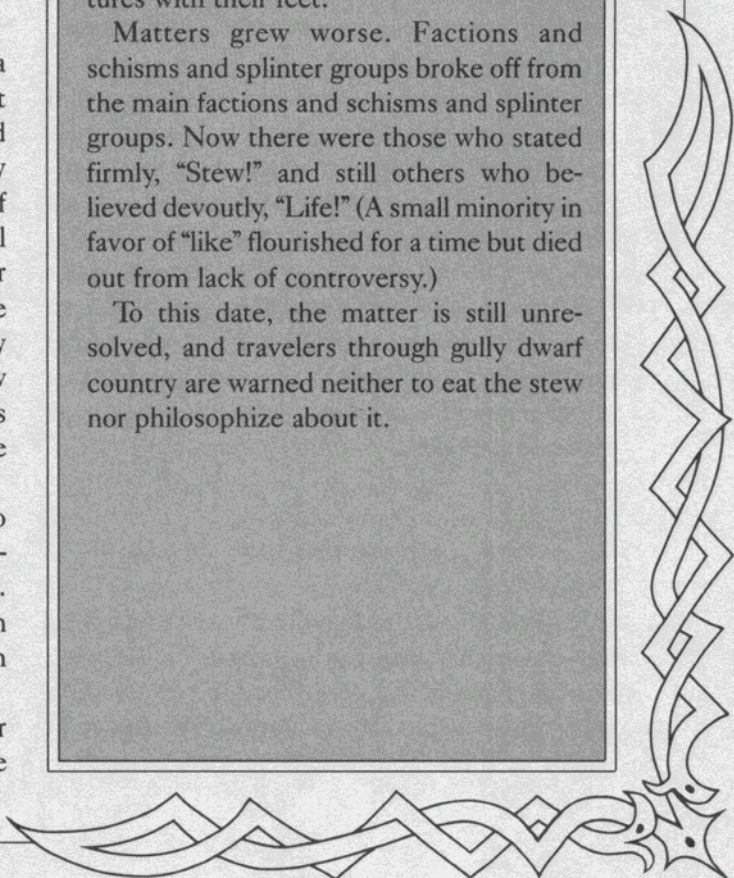 tures with their feet.
Matters grew worse. Factions and
schisms and splinter groups broke off from
the main factions and schisms and splinter
groups. Now there were those who stated
firmly, “Stew!” and still others who be-
lieved devoutly, “Life!” (A small minority in
favor of “like” flourished for a time but died
out from lack of controversy.)
To this date, the matter is still unre-
solved, and travelers through gully dwarf
country are warned neither to eat the stew
nor philosophize about it.